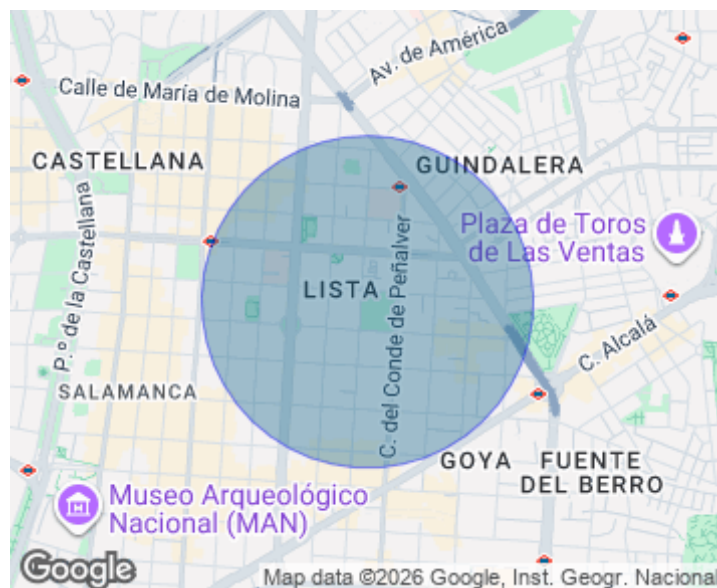 Av. de América
Calle de María de Molina
CASTELLANA
GUINDALERA
Plaza de Toros
de Las Ventas
P.º de la Castellana
LISTA
C. del Conde de Peñalver
C. Alcalá
SALAMANCA
GOYA
FUENTE
DEL BERRO
Museo Arqueológico
Nacional (MAN)
Google
Map data ©2026 Google, Inst. Geogr. Nacional